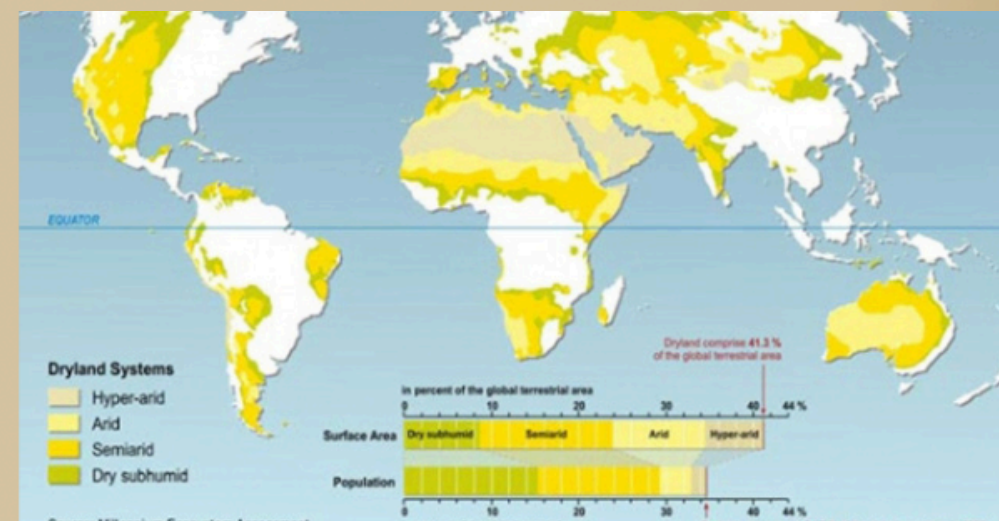 EQUATOR
Dryland comprise 41.3 %
of the global terrestrial area
Dryland Systems
Hyper-arid
Arid
Semiarid
Dry subhumid
in percent of the global terrestrial area
0 10 20 30 40 44 %
Surface Area Dry subhumid Semiarid Arid Hyper-arid
Population
0 10 20 30 40 44 %